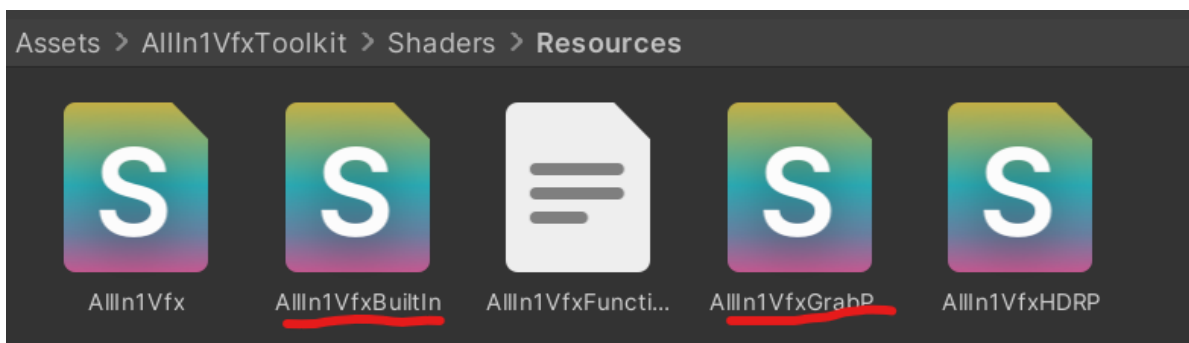 Assets > AllIn1VfxToolkit > Shaders > Resources
S S S S
AllIn1Vfx AllIn1VfxBuiltIn AllIn1VfxFuncti... AllIn1VfxGrabP... AllIn1VfxHDRP